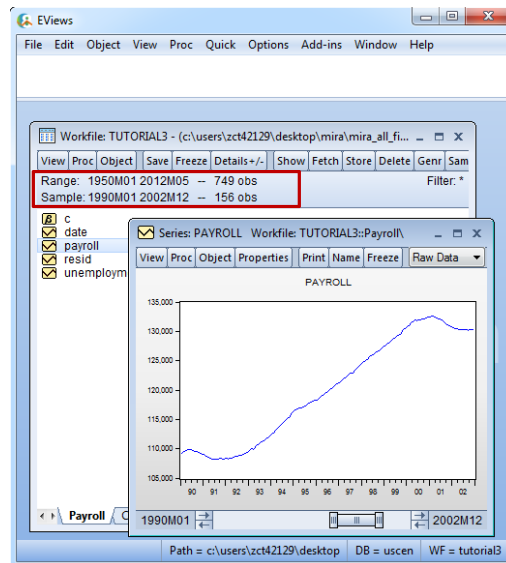 EViews
File Edit Object View Proc Quick Options Add-ins Window Help
Workfile: TUTORIAL3 - (c:\users\zct42129\desktop\mira\mira_all_fi...
View Proc Object Save Freeze Details+/- Show Fetch Store Delete Genr Sam
Range: 1950M01 2012M05 -- 749 obs Filter: *
Sample: 1990M01 2002M12 -- 156 obs
β c
date
payroll
resid
unemploym
Series: PAYROLL Workfile: TUTORIAL3::Payroll\
View Proc Object Properties Print Name Freeze Raw Data
PAYROLL
135,000
130,000
125,000
120,000
115,000
110,000
105,000
90 91 92 93 94 95 96 97 98 99 00 01 02
1990M01 2002M12
Payroll
Path = c:\users\zct42129\desktop DB = uscen WF = tutorial3